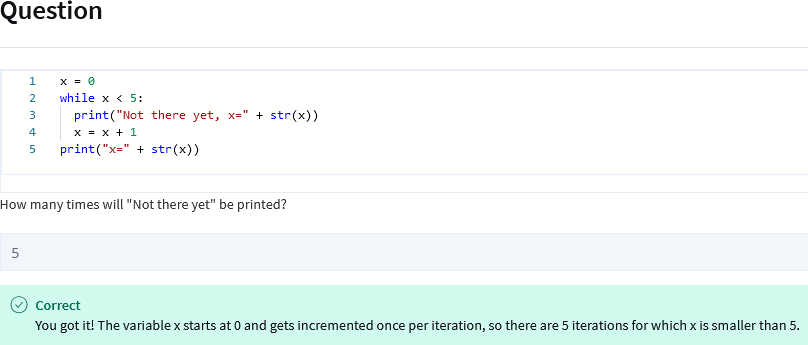 Question
1 x = 0
2 while x < 5:
3   print("Not there yet, x=" + str(x))
4   x = x + 1
5 print("x=" + str(x))
How many times will "Not there yet" be printed?
5
Correct
You got it! The variable x starts at 0 and gets incremented once per iteration, so there are 5 iterations for which x is smaller than 5.